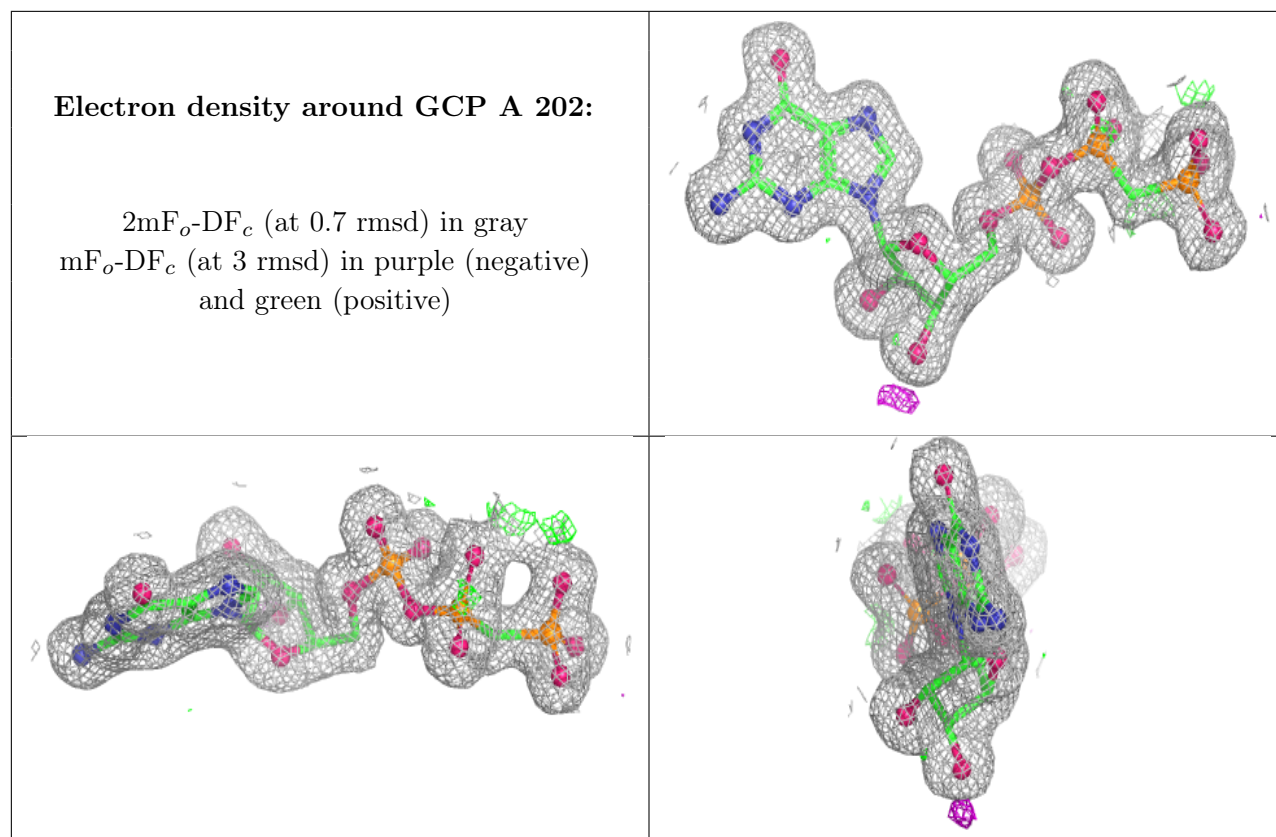 Electron density around GCP A 202:
2mFo-DFc (at 0.7 rmsd) in gray
mFo-DFc (at 3 rmsd) in purple (negative)
and green (positive)